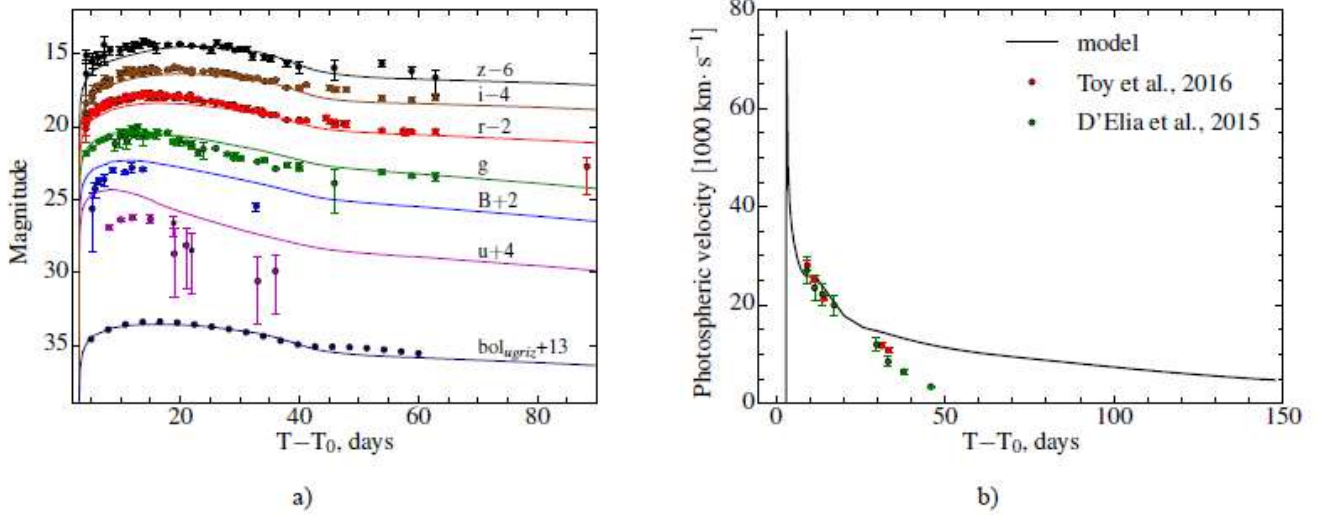 15
20
25
30
35
Magnitude
z−6
i−4
r−2
g
B+2
u+4
bol_ugriz+13
20
40
60
80
T−T₀, days
a)
80
60
40
20
0
Photospheric velocity [1000 km· s⁻¹]
model
Toy et al., 2016
D'Elia et al., 2015
0
50
100
150
T−T₀, days
b)